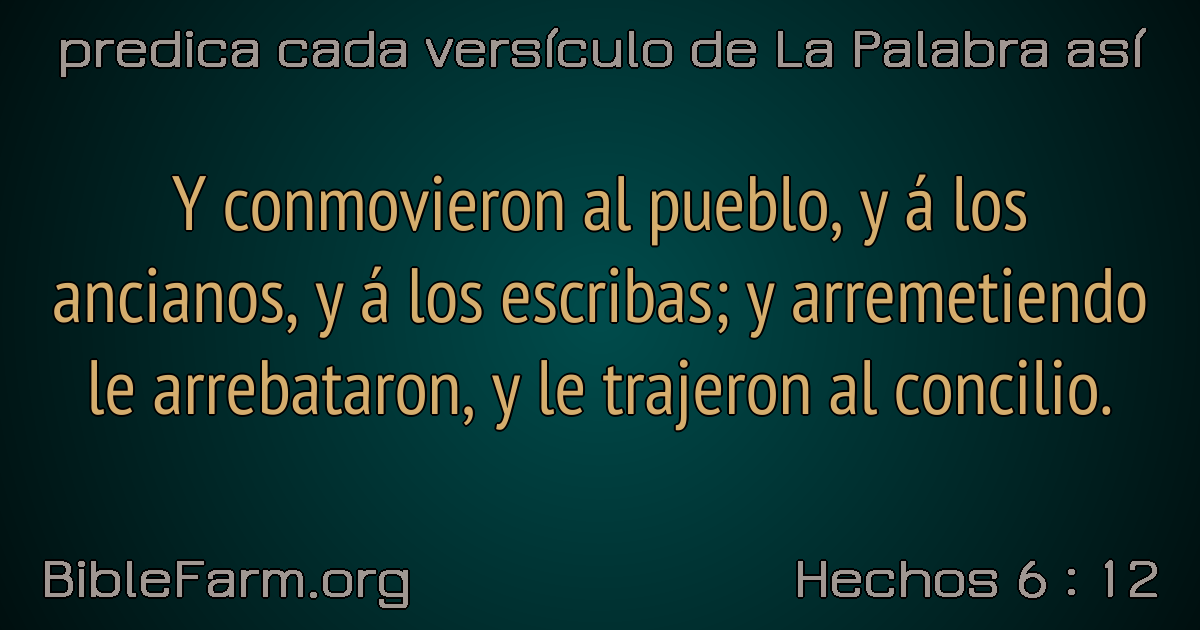 predica cada versículo de La Palabra así
Y conmovieron al pueblo, y á los
ancianos, y á los escribas; y arremetiendo
le arrebataron, y le trajeron al concilio.
BibleFarm.org
Hechos 6 : 12